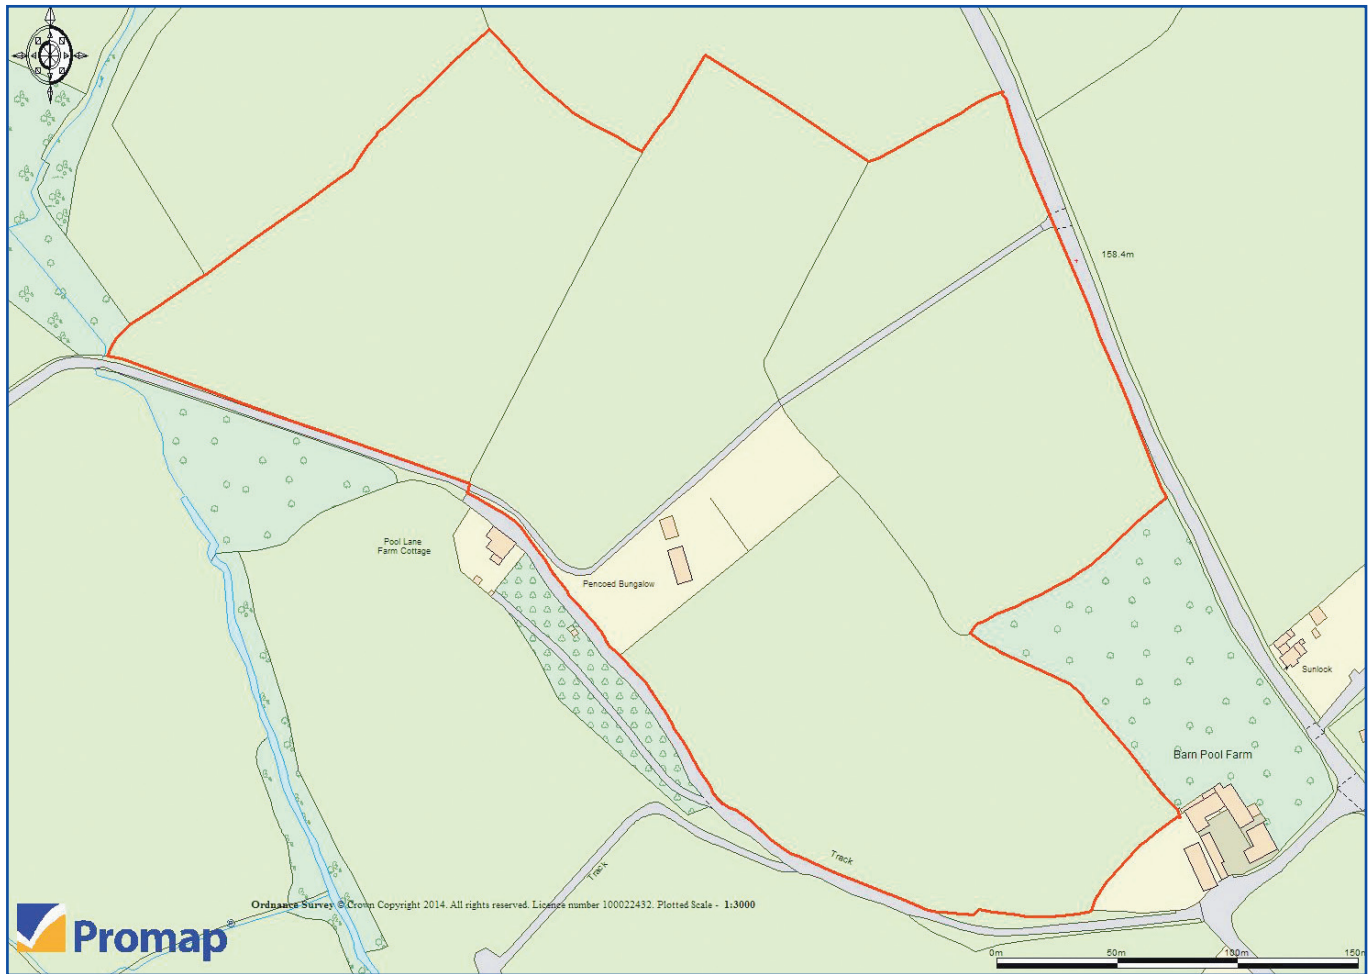 158.4m
Pool Lane
Farm Cottage
Pencoed Bungalow
Sunlock
Barn Pool Farm
Track
Track
Ordnance Survey © Crown Copyright 2014. All rights reserved. Licence number 100022432. Plotted Scale - 1:3000
Promap
0m 50m 100m 150m